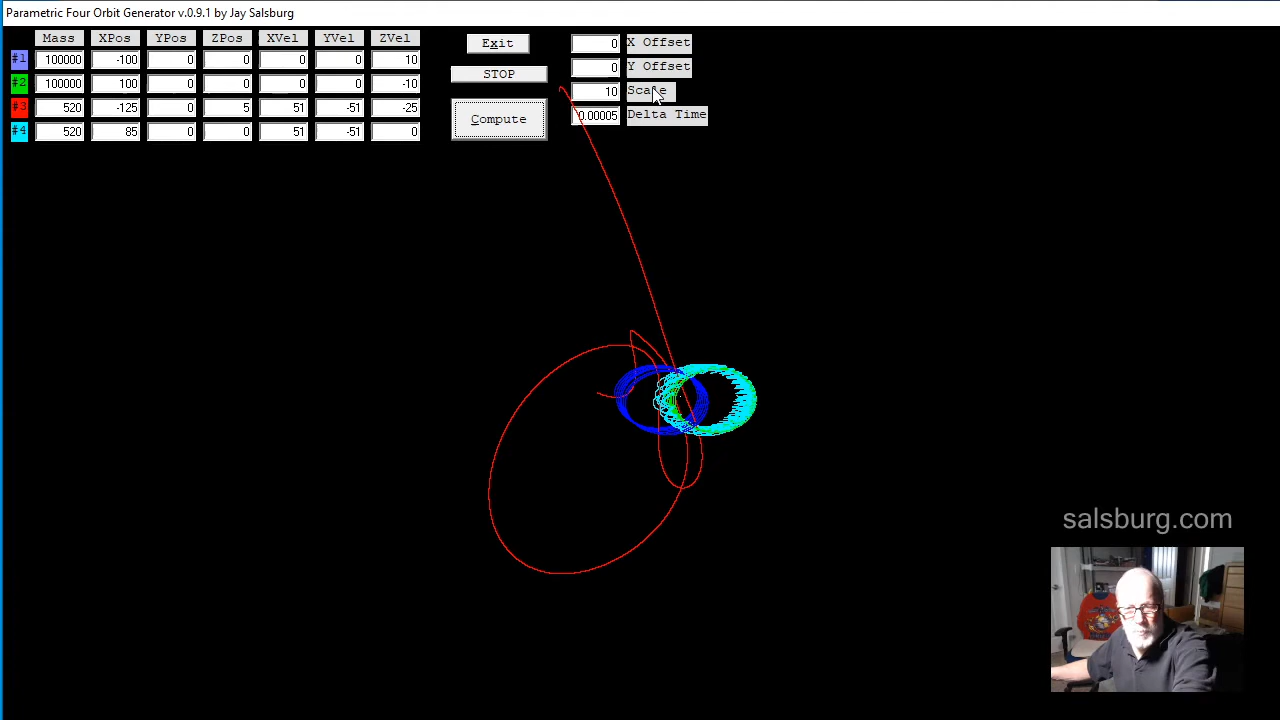 Parametric Four Orbit Generator v.0.9.1 by Jay Salsburg
Mass XPos YPos ZPos XVel YVel ZVel
#1 100000 -100 0 0 0 0 10
#2 100000 100 0 0 0 0 -10
#3 520 -125 0 5 51 -51 -25
#4 520 85 0 0 51 -51 0
Exit
STOP
Compute
0 X Offset
0 Y Offset
10 Scale
0.00005 Delta Time
salsburg.com